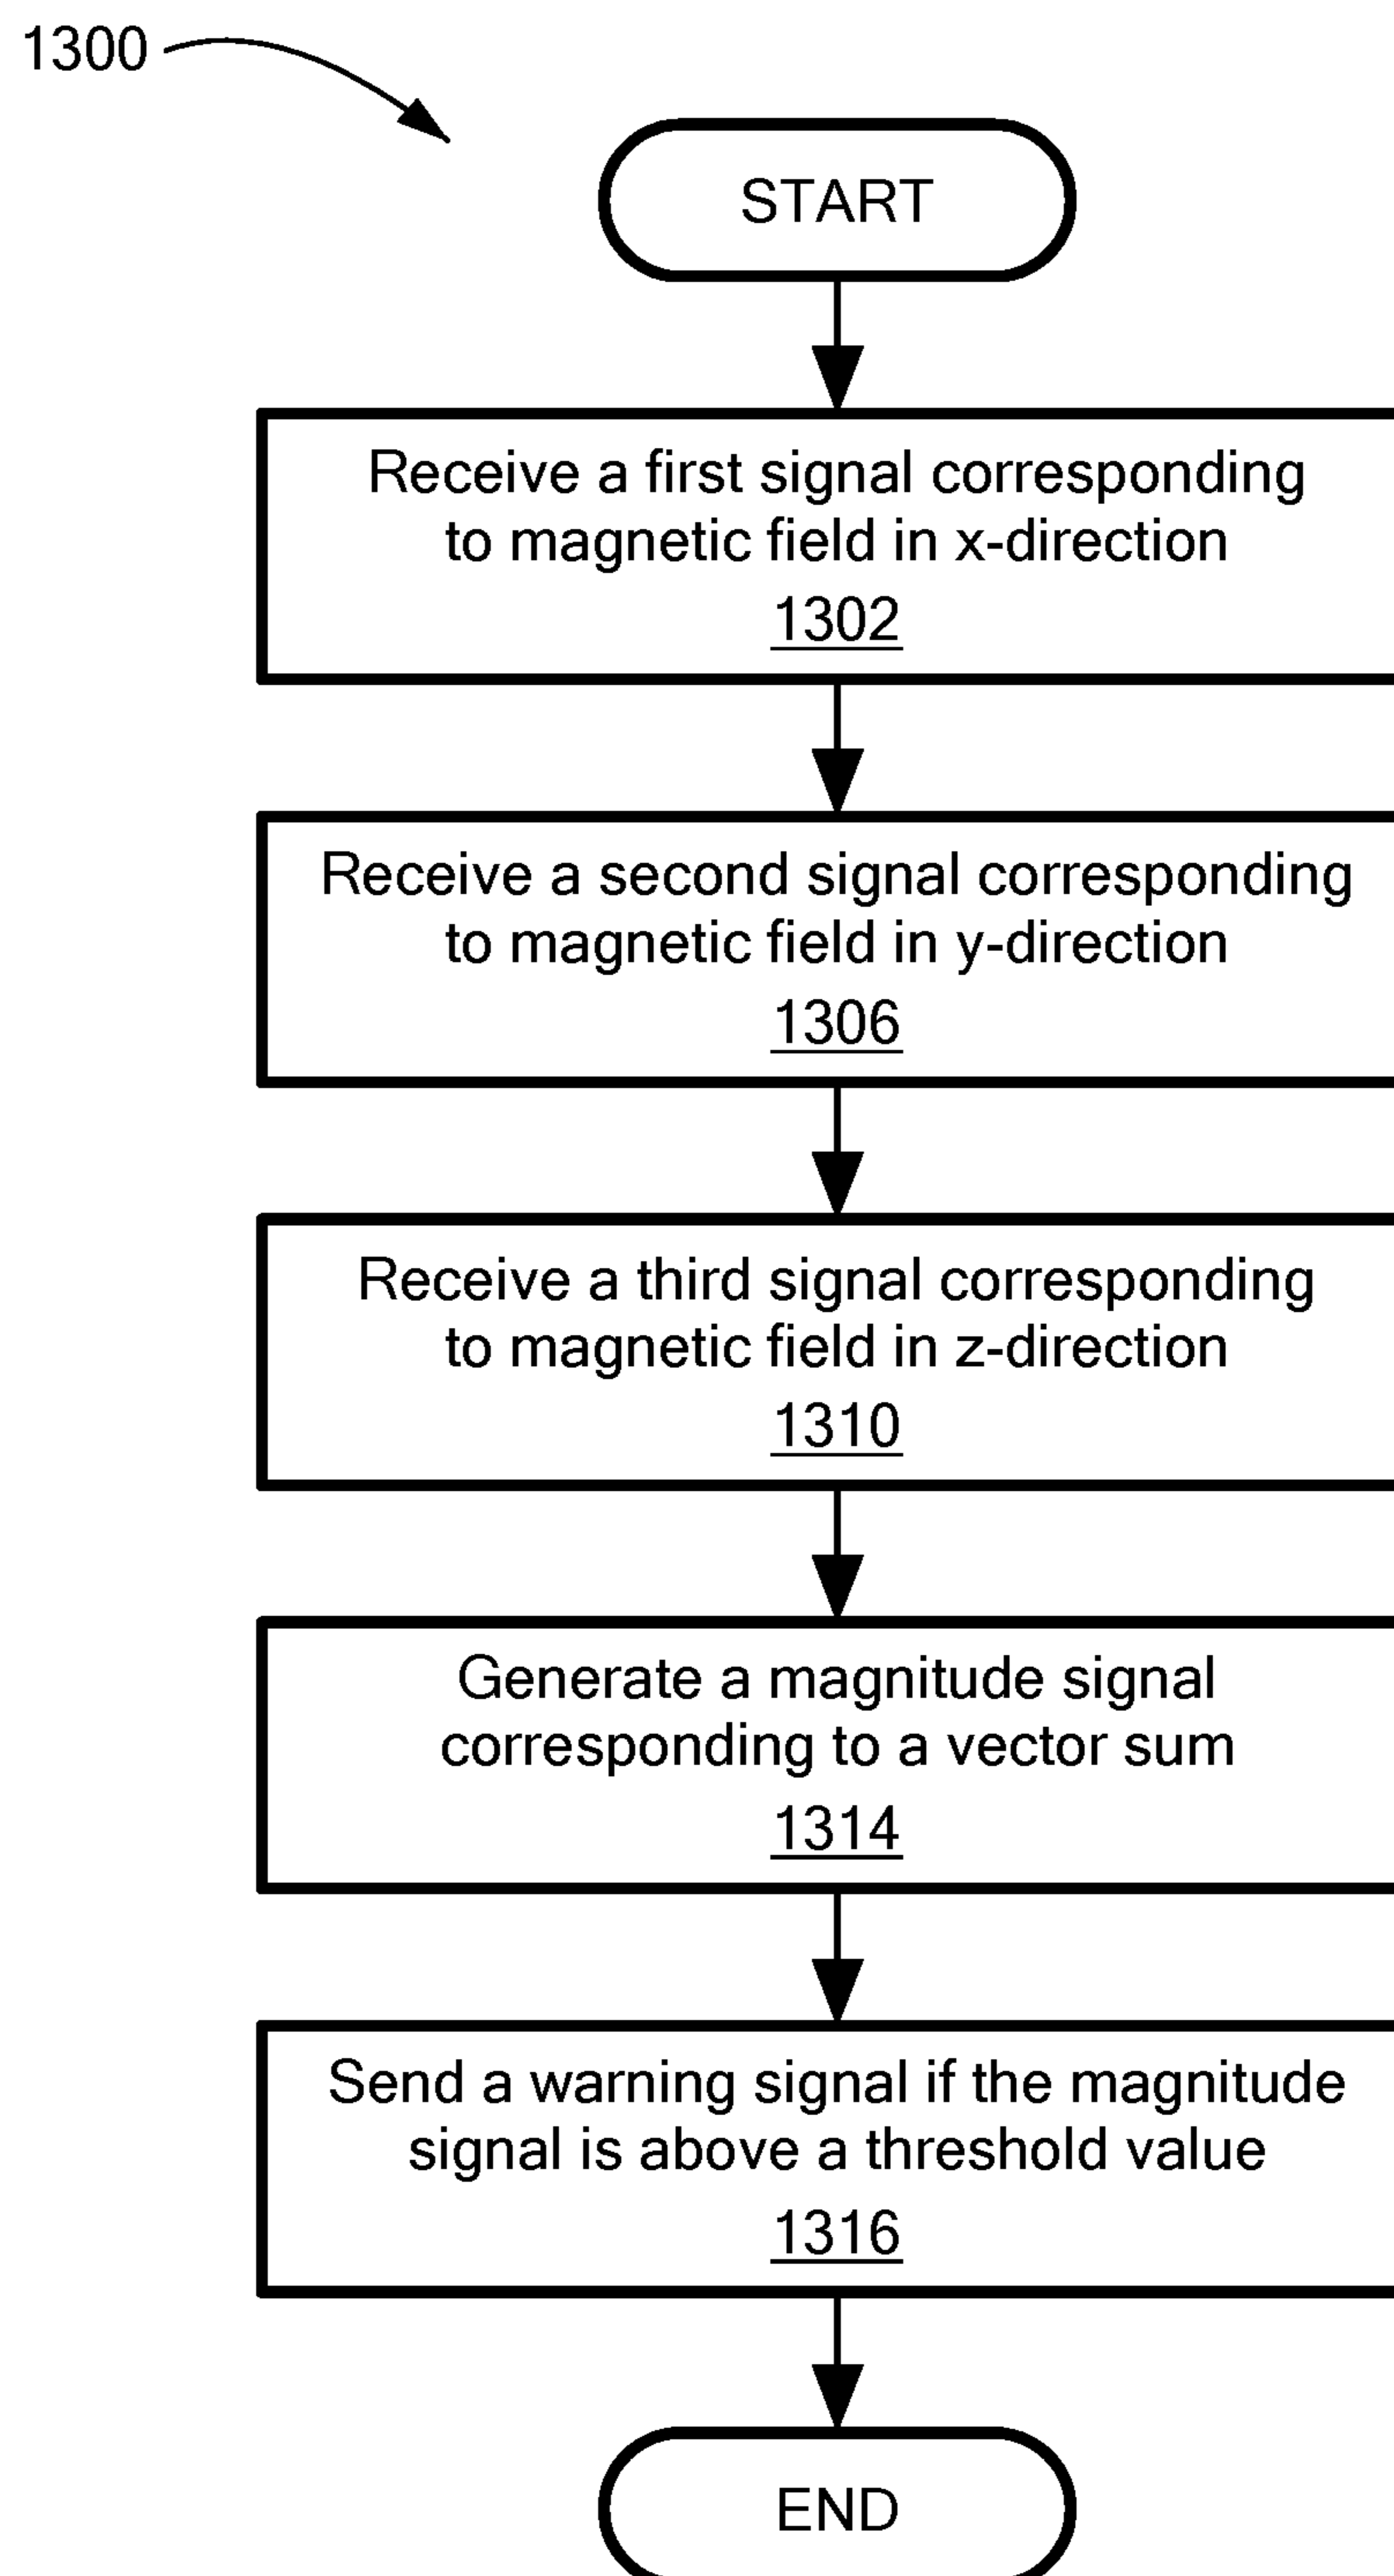 1300
START
Receive a first signal corresponding
to magnetic field in x-direction
1302
Receive a second signal corresponding
to magnetic field in y-direction
1306
Receive a third signal corresponding
to magnetic field in z-direction
1310
Generate a magnitude signal
corresponding to a vector sum
1314
Send a warning signal if the magnitude
signal is above a threshold value
1316
END